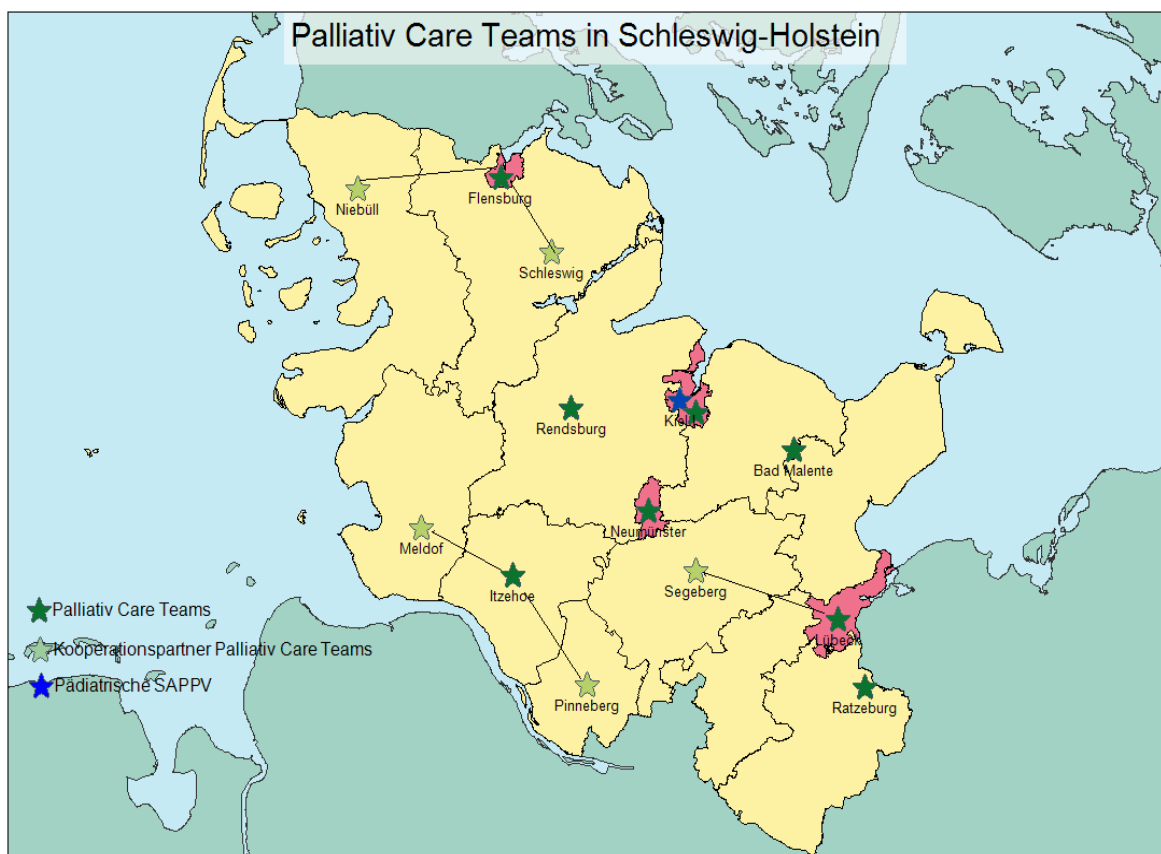 Palliativ Care Teams in Schleswig-Holstein
Flensburg
Niebüll
Schleswig
Rendsburg
Kiel
Bad Malente
Neumünster
Meldof
Itzehoe
Segeberg
Lübeck
Pinneberg
Ratzeburg
Palliativ Care Teams
Kooperationspartner Palliativ Care Teams
Pädiatrische SAPPV